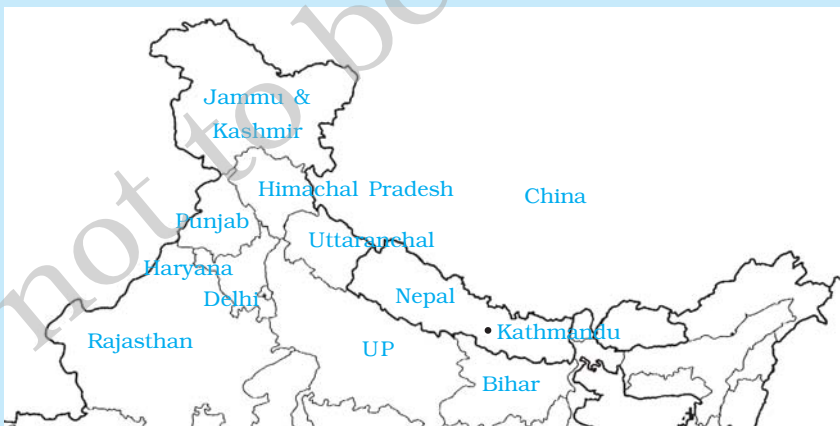 not to be
Jammu &
Kashmir
Himachal Pradesh
China
Punjab
Uttaranchal
Haryana
Delhi
Nepal
Rajasthan
Kathmandu
UP
Bihar